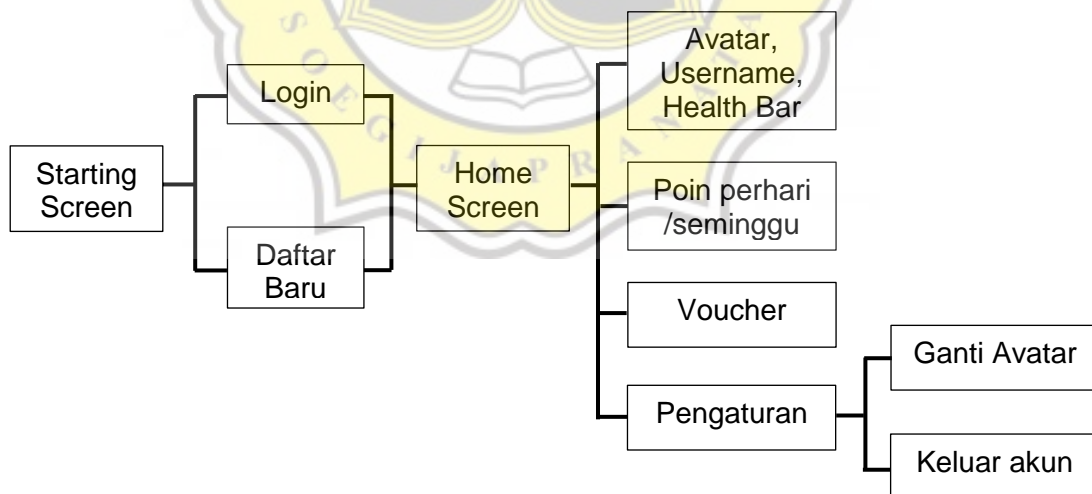 SOEGIJAPRANATA
Login
Starting
Screen
Daftar
Baru
Home
Screen
Avatar,
Username,
Health Bar
Poin perhari
/seminggu
Voucher
Pengaturan
Ganti Avatar
Keluar akun